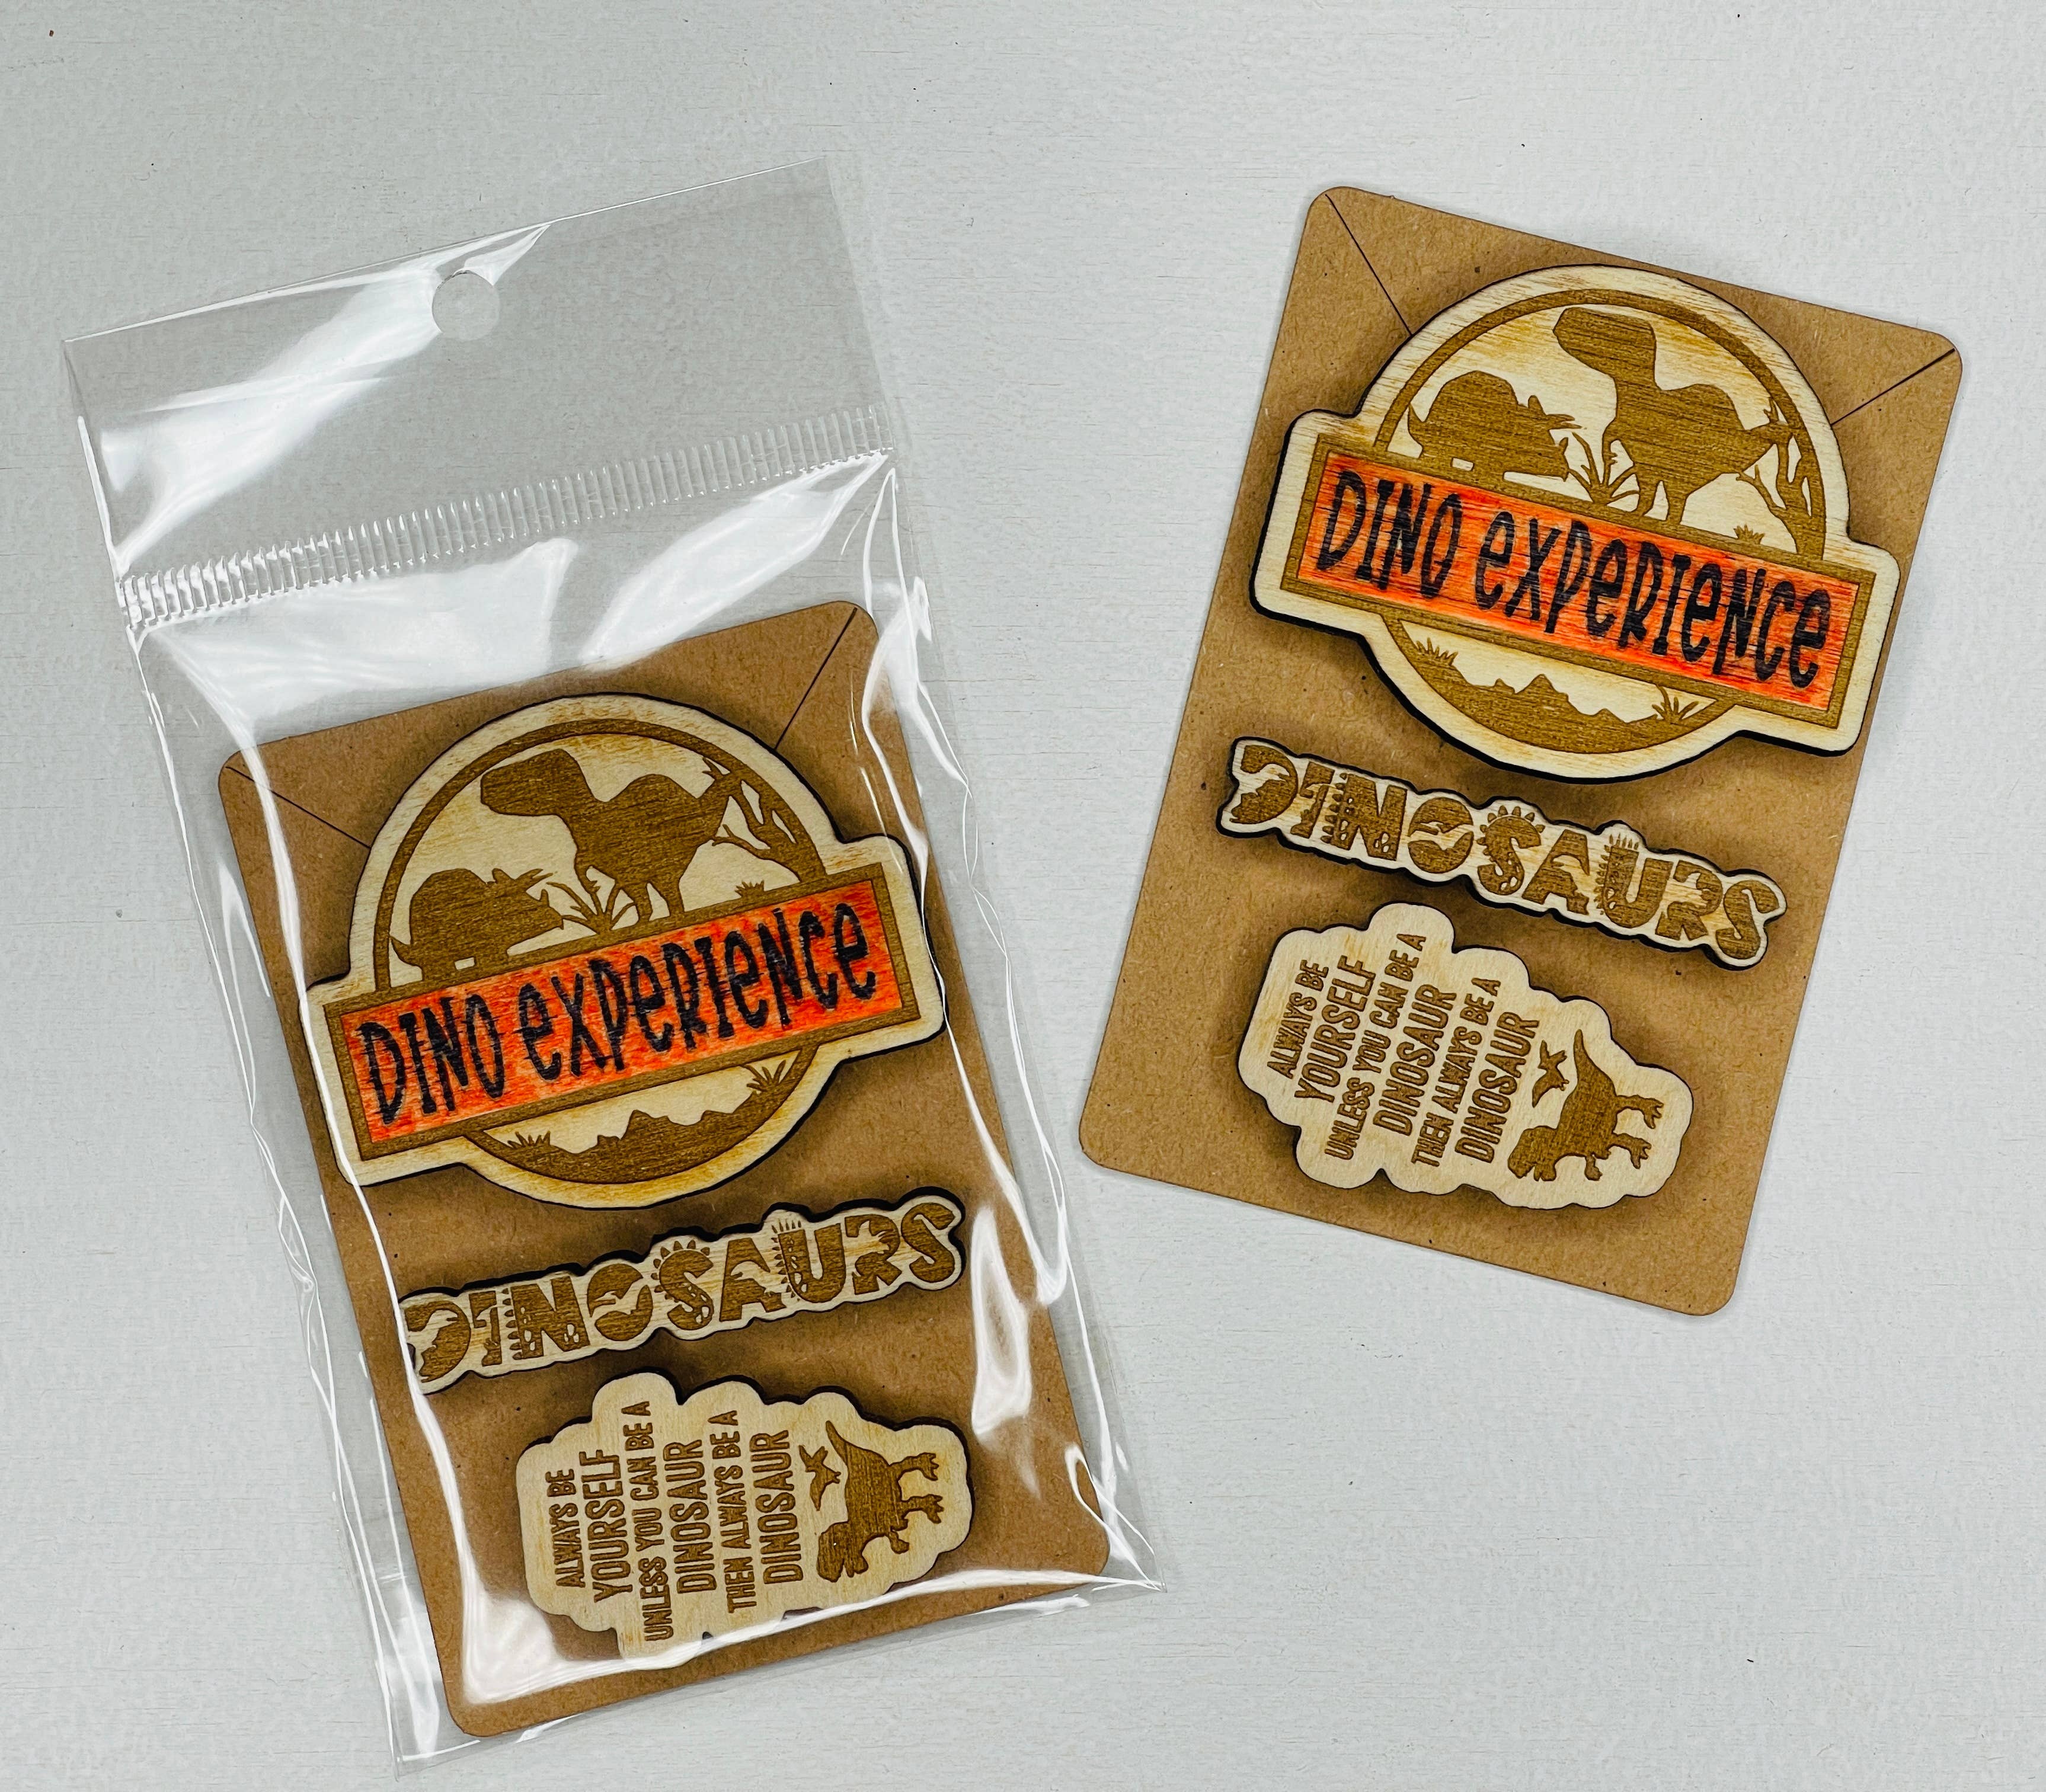 DINO exPeRIeNce
DINOSAURS
ALWAYS BE
YOURSELF
UNLESS YOU CAN BE A
DINOSAUR
THEN ALWAYS BE A
DINOSAUR
DINO exPeRIeNce
DINOSAURS
ALWAYS BE
YOURSELF
UNLESS YOU CAN BE A
DINOSAUR
THEN ALWAYS BE A
DINOSAUR